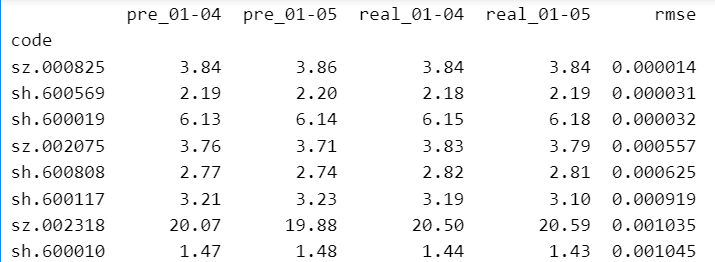 pre_01-04 pre_01-05 real_01-04 real_01-05 rmse
code
sz.000825 3.84 3.86 3.84 3.84 0.000014
sh.600569 2.19 2.20 2.18 2.19 0.000031
sh.600019 6.13 6.14 6.15 6.18 0.000032
sz.002075 3.76 3.71 3.83 3.79 0.000557
sh.600808 2.77 2.74 2.82 2.81 0.000625
sh.600117 3.21 3.23 3.19 3.10 0.000919
sz.002318 20.07 19.88 20.50 20.59 0.001035
sh.600010 1.47 1.48 1.44 1.43 0.001045